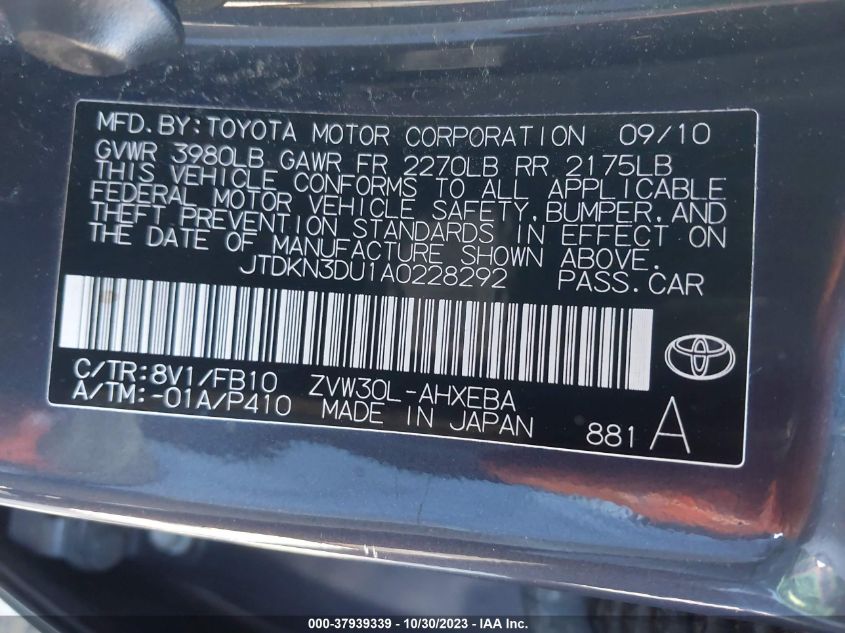 MFD. BY: TOYOTA MOTOR CORPORATION 09/10
GVWR 3980LB GAWR FR 2270LB RR 2175LB
THIS VEHICLE CONFORMS TO ALL APPLICABLE
FEDERAL MOTOR VEHICLE SAFETY, BUMPER, AND
THEFT PREVENTION STANDARDS IN EFFECT ON
THE DATE OF MANUFACTURE SHOWN ABOVE.
JTDKN3DU1A0228292 PASS. CAR
C/TR: 8V1/FB10 ZVW30L-AHXEBA
A/TM: -01A/P410 MADE IN JAPAN 881 A
000-37939339 - 10/30/2023 - IAA Inc.